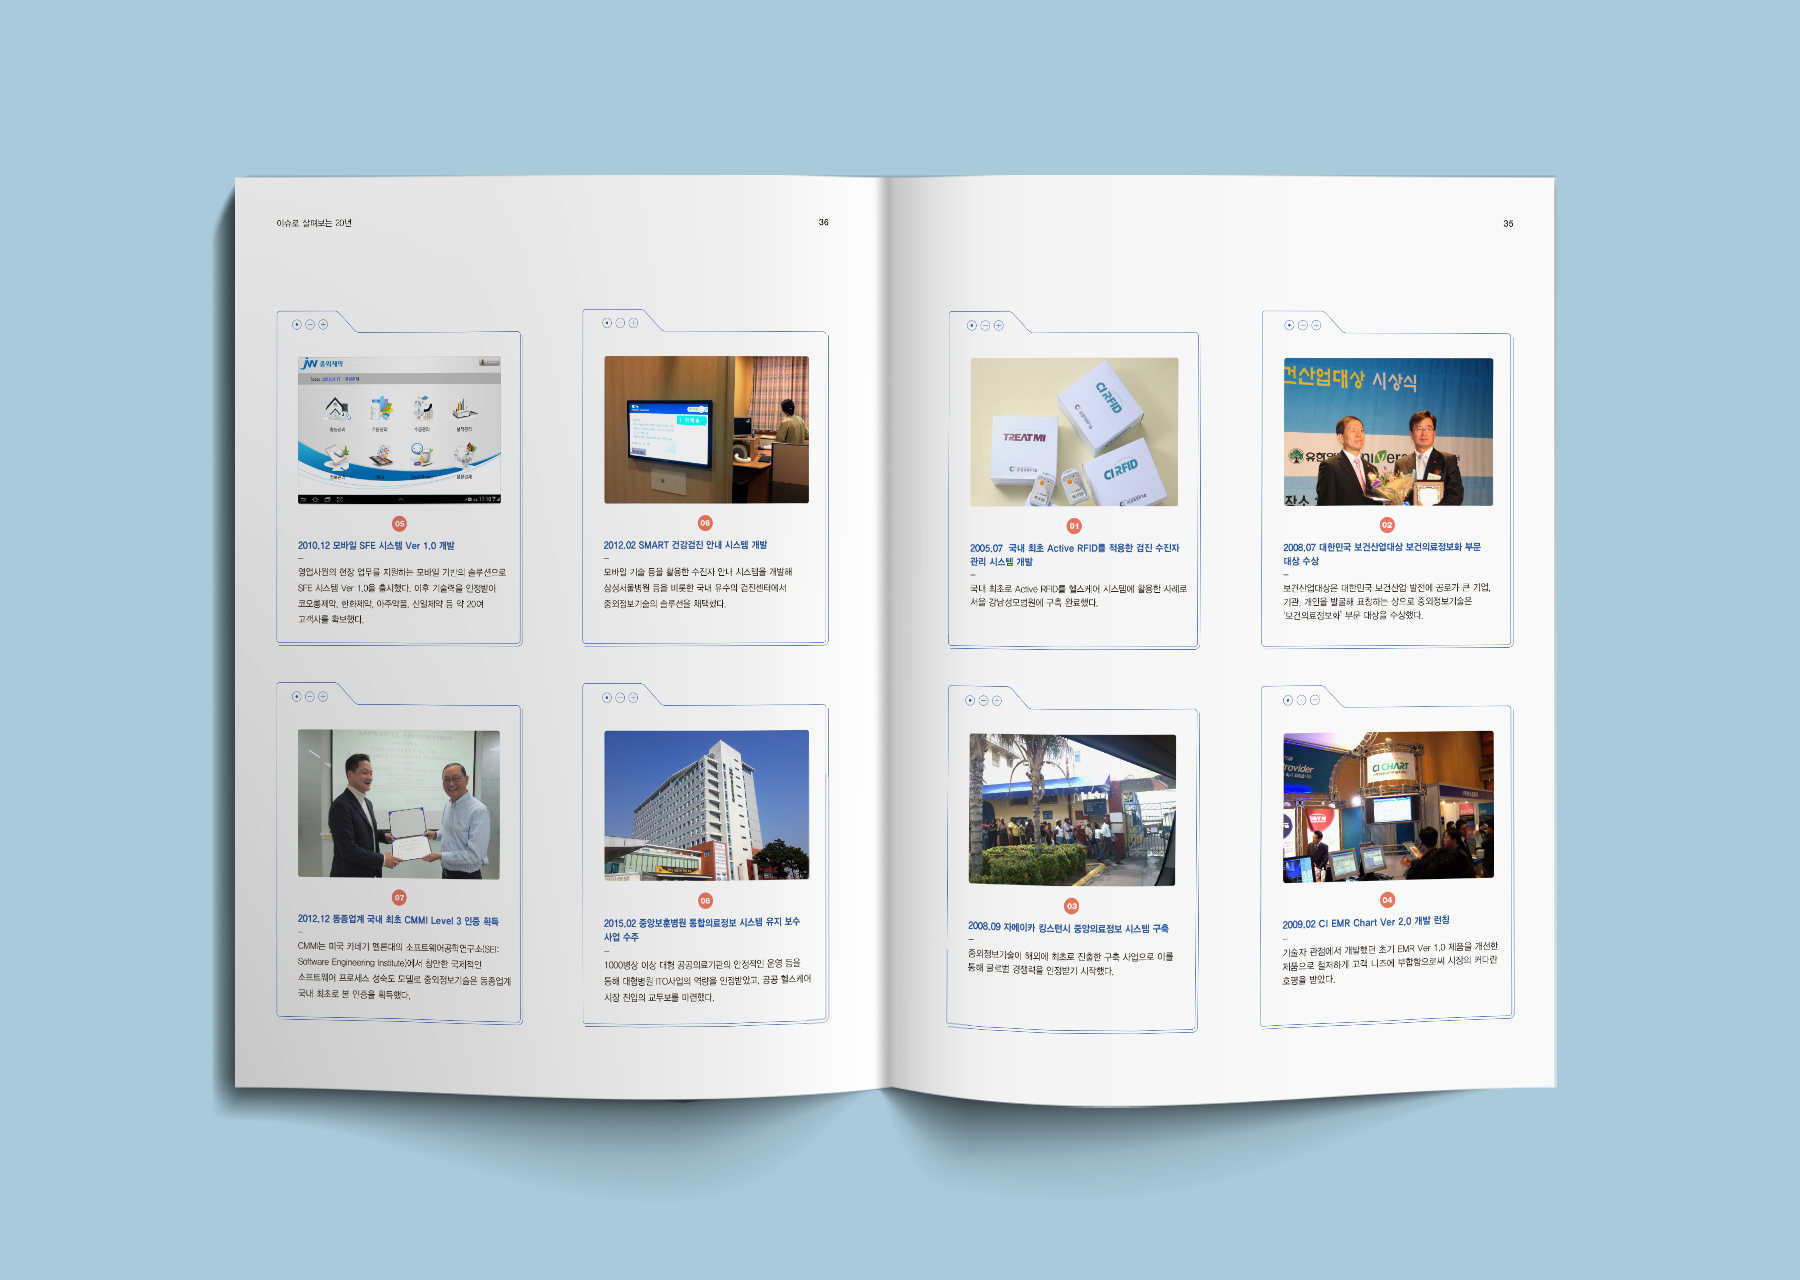 이슈로 살펴보는 20년
36
JW 중외제약
11:10
05
2010.12 모바일 SFE 시스템 Ver 1.0 개발
영업사원의 현장 업무를 지원하는 모바일 기반의 솔루션으로
SFE 시스템 Ver 1.0을 출시했다. 이후 기술력을 인정받아
코오롱제약, 한화제약, 아주약품, 신일제약 등 약 20여
고객사를 확보했다.
06
2012.02 SMART 건강검진 안내 시스템 개발
모바일 기술 등을 활용한 수진자 안내 시스템을 개발해
삼성서울병원 등을 비롯한 국내 유수의 검진센터에서
중외정보기술의 솔루션을 채택했다.
07
2012.12 동종업계 국내 최초 CMMI Level 3 인증 획득
CMMI는 미국 카네기 멜론대의 소프트웨어공학연구소(SEI:
Software Engineering Institute)에서 창안한 국제적인
소프트웨어 프로세스 성숙도 모델로 중외정보기술은 동종업계
국내 최초로 본 인증을 획득했다.
08
2015.02 중앙보훈병원 통합의료정보 시스템 유지 보수
사업 수주
1000병상 이상 대형 공공의료기관의 안정적인 운영 등을
통해 대형병원 ITO사업의 역량을 인정받았고, 공공 헬스케어
시장 진입의 교두보를 마련했다.
35
CI RFID
TREAT MI
CI RFID
01
2005.07 국내 최초 Active RFID를 적용한 검진 수진자
관리 시스템 개발
국내 최초로 Active RFID를 헬스케어 시스템에 활용한 사례로
서울 강남성모병원에 구축 완료했다.
건산업대상 시상식
장소
02
2008.07 대한민국 보건산업대상 보건의료정보화 부문
대상 수상
보건산업대상은 대한민국 보건산업 발전에 공로가 큰 기업,
기관, 개인을 발굴해 표창하는 상으로 중외정보기술은
'보건의료정보화' 부문 대상을 수상했다.
03
2008.09 자메이카 킹스턴시 중앙의료정보 시스템 구축
중외정보기술이 해외에 최초로 진출한 구축 사업으로 이를
통해 글로벌 경쟁력을 인정받기 시작했다.
rovider
CI CHART
04
2009.02 CI EMR Chart Ver 2.0 개발 런칭
기술자 관점에서 개발했던 초기 EMR Ver 1.0 제품을 개선한
제품으로 철저하게 고객 니즈에 부합함으로써 시장의 커다란
호평을 받았다.